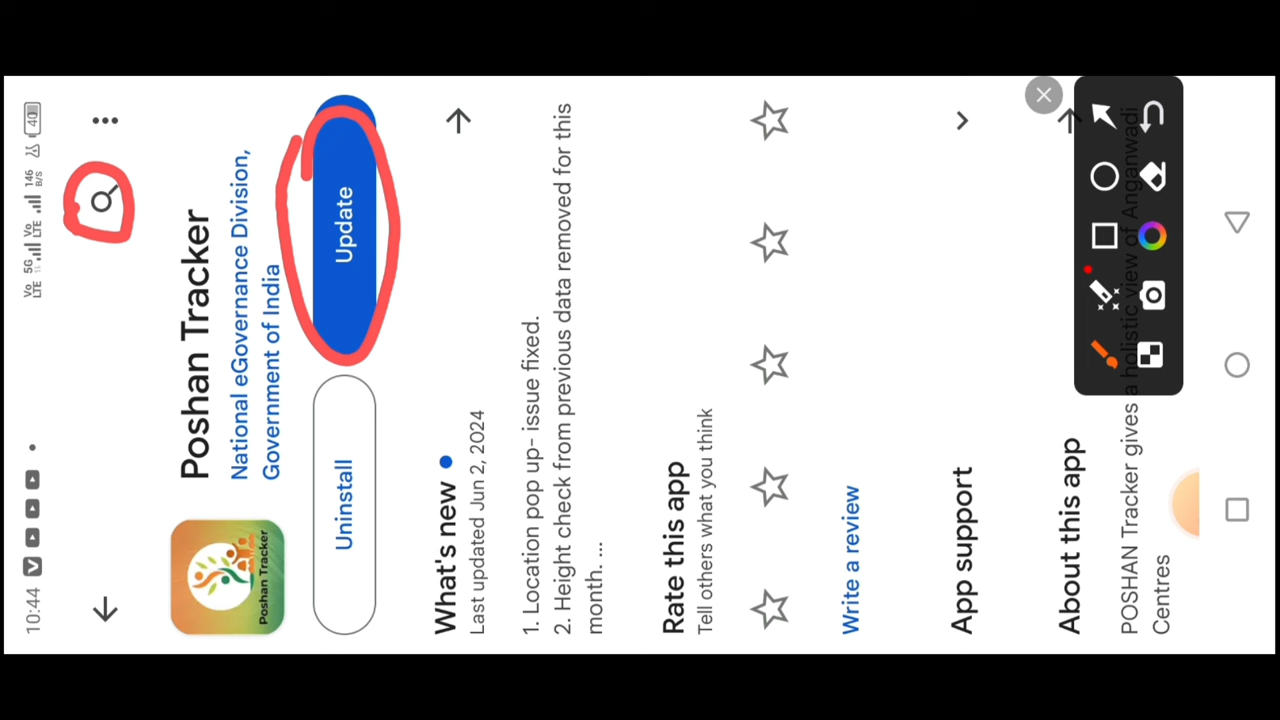 10:44
Vo LTE 5G Vo LTE 146 B/S 40
Poshan Tracker
Poshan Tracker
National eGovernance Division,
Government of India
Uninstall
Update
What's new
Last updated Jun 2, 2024
1. Location pop up- issue fixed.
2. Height check from previous data removed for this
month. ...
Rate this app
Tell others what you think
Write a review
App support
About this app
POSHAN Tracker gives a holistic view of Anganwadi
Centres